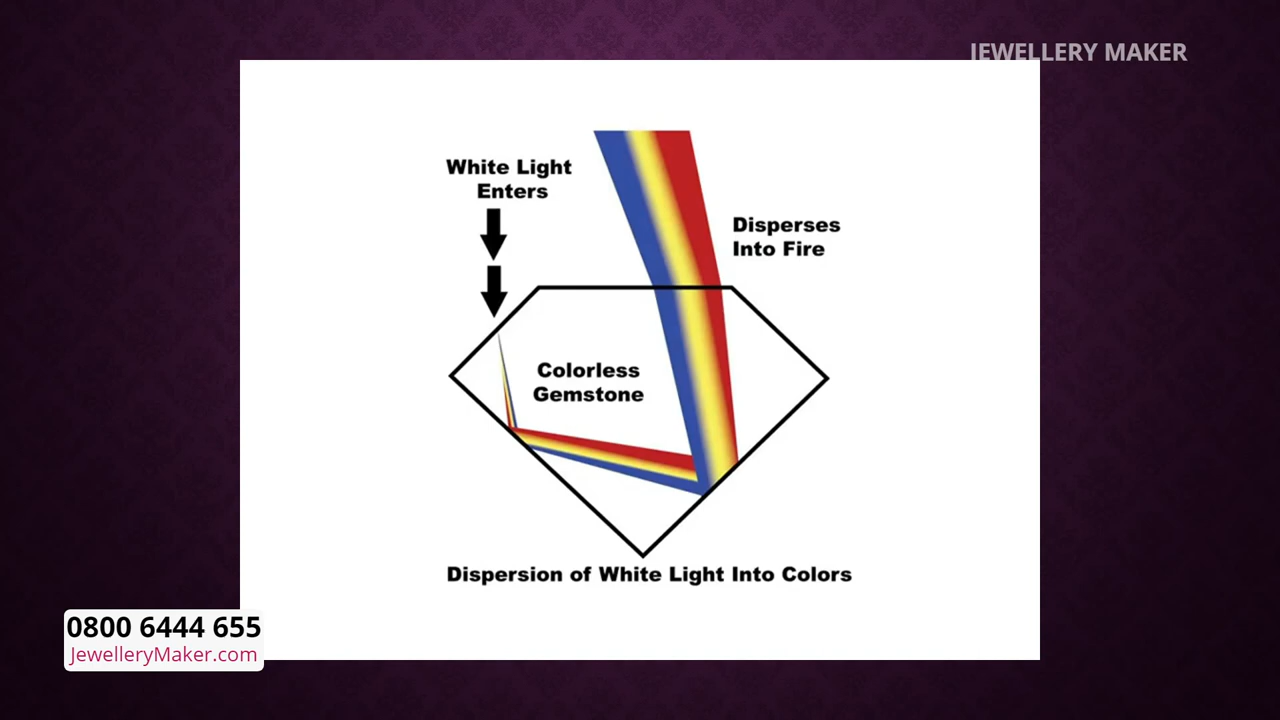 JEWELLERY MAKER
White Light
Enters
Disperses
Into Fire
Colorless
Gemstone
Dispersion of White Light Into Colors
0800 6444 655
JewelleryMaker.com